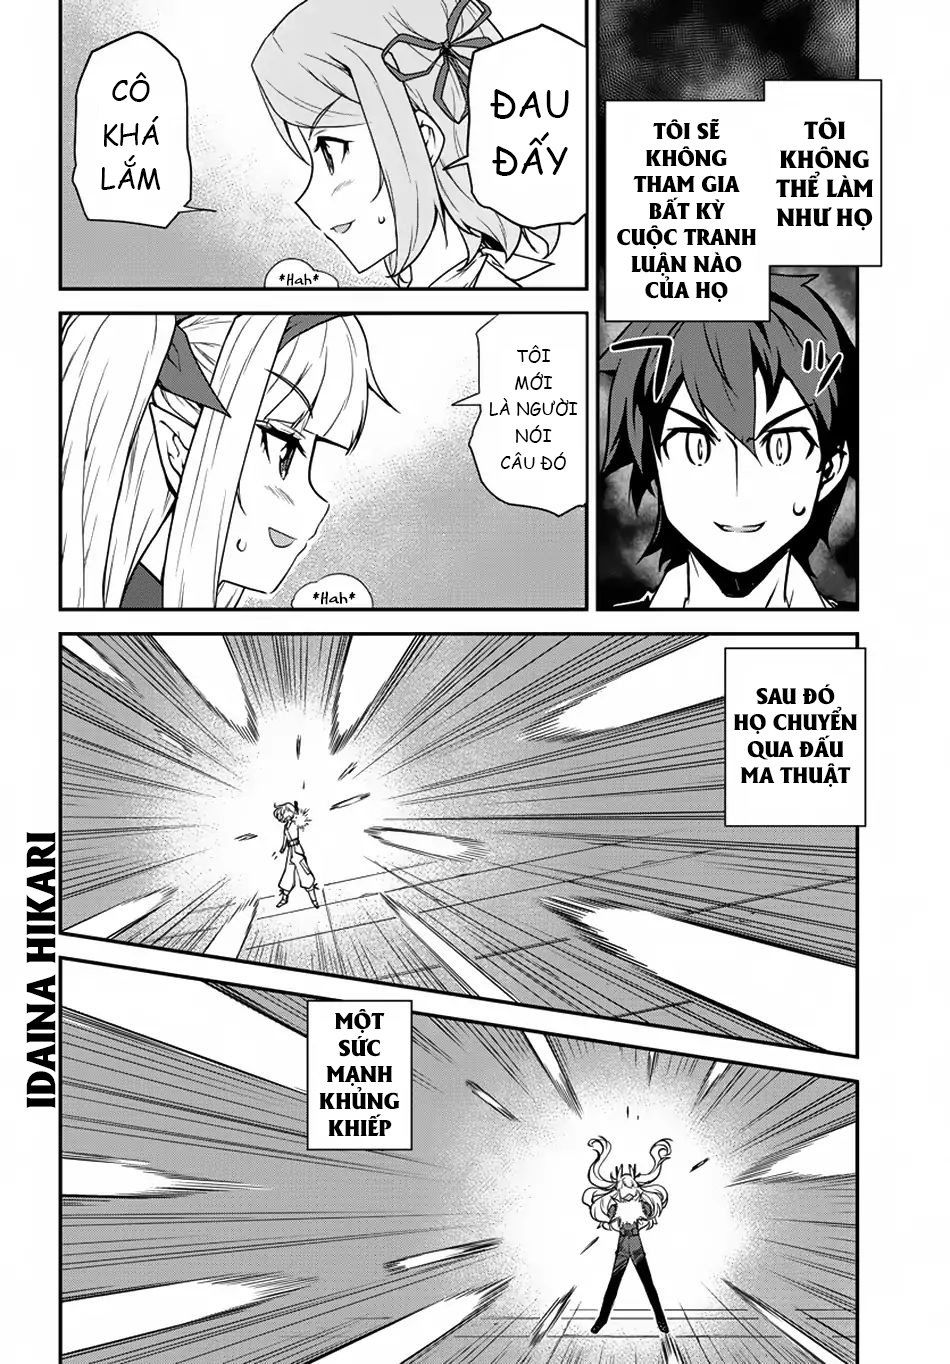 TÔI
KHÔNG
THỂ LÀM
NHƯ HỌ
TÔI SẼ
KHÔNG
THAM GIA
BẤT KỲ
CUỘC TRANH
LUẬN NÀO
CỦA HỌ
ĐAU
ĐẤY
CÔ
KHÁ
LẮM
*Hah*
TÔI
MỚI
LÀ NGƯỜI
NÓI
CÂU ĐÓ
*Hah*
SAU ĐÓ
HỌ CHUYỂN
QUA ĐẤU
MA THUẬT
MỘT
SỨC
MẠNH
KHỦNG
KHIẾP
IDAINA HIKARI